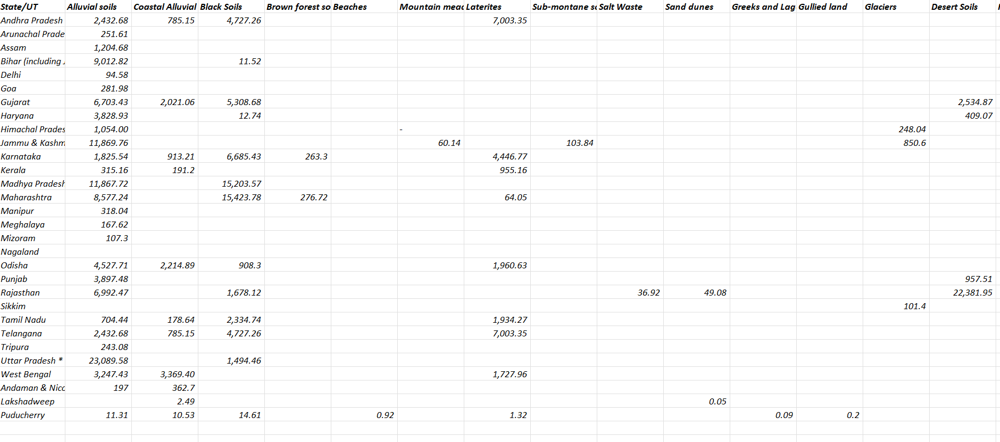 State/UT Alluvial soils Coastal Alluvial Black Soils Brown forest so Beaches Mountain mead Laterites Sub-montane so Salt Waste Sand dunes Greeks and Lag Gullied land Glaciers Desert Soils
Andhra Pradesh 2,432.68 785.15 4,727.26 7,003.35
Arunachal Prade 251.61
Assam 1,204.68
Bihar (including 9,012.82 11.52
Delhi 94.58
Goa 281.98
Gujarat 6,703.43 2,021.06 5,308.68 2,534.87
Haryana 3,828.93 12.74 409.07
Himachal Prades 1,054.00 - 248.04
Jammu & Kashm 11,869.76 60.14 103.84 850.6
Karnataka 1,825.54 913.21 6,685.43 263.3 4,446.77
Kerala 315.16 191.2 955.16
Madhya Pradesh 11,867.72 15,203.57
Maharashtra 8,577.24 15,423.78 276.72 64.05
Manipur 318.04
Meghalaya 167.62
Mizoram 107.3
Nagaland
Odisha 4,527.71 2,214.89 908.3 1,960.63
Punjab 3,897.48 957.51
Rajasthan 6,992.47 1,678.12 36.92 49.08 22,381.95
Sikkim 101.4
Tamil Nadu 704.44 178.64 2,334.74 1,934.27
Telangana 2,432.68 785.15 4,727.26 7,003.35
Tripura 243.08
Uttar Pradesh * 23,089.58 1,494.46
West Bengal 3,247.43 3,369.40 1,727.96
Andaman & Nico 197 362.7
Lakshadweep 2.49 0.05
Puducherry 11.31 10.53 14.61 0.92 1.32 0.09 0.2